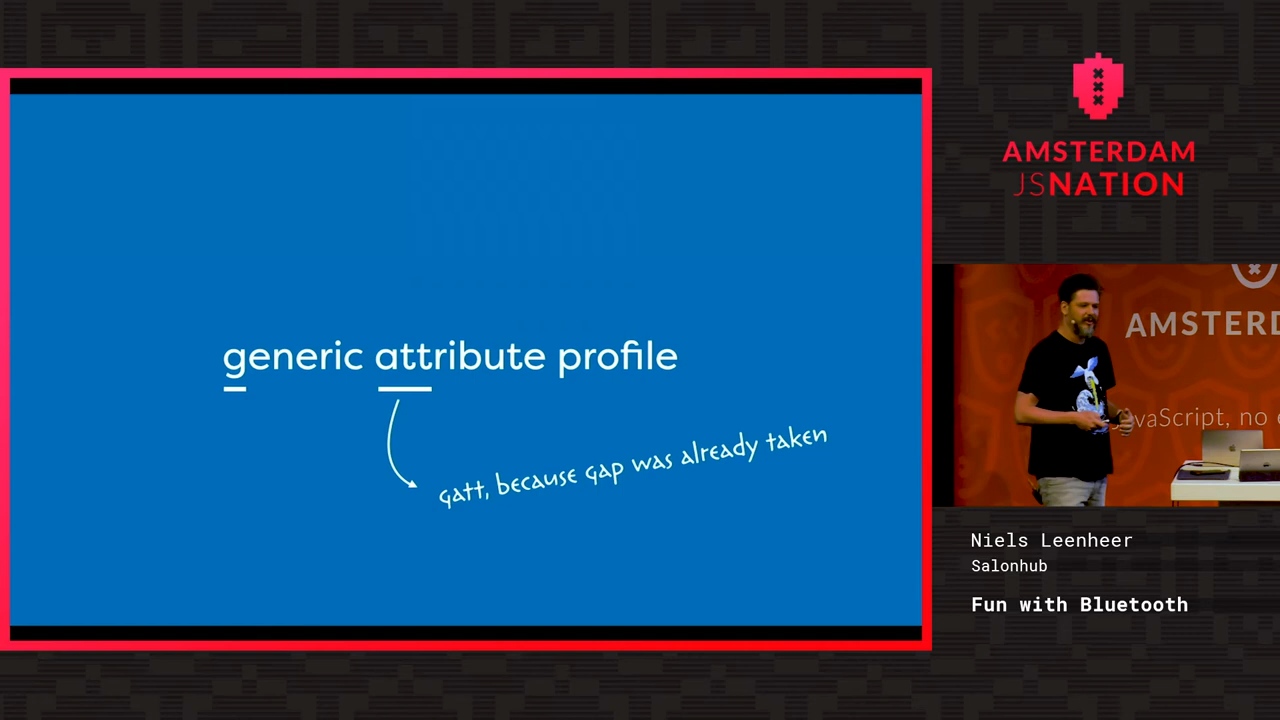 generic attribute profile
gatt, because gap was already taken
AMSTERDAM
JSNATION
AMSTERD
vaScript, no
Niels Leenheer
Salonhub
Fun with Bluetooth